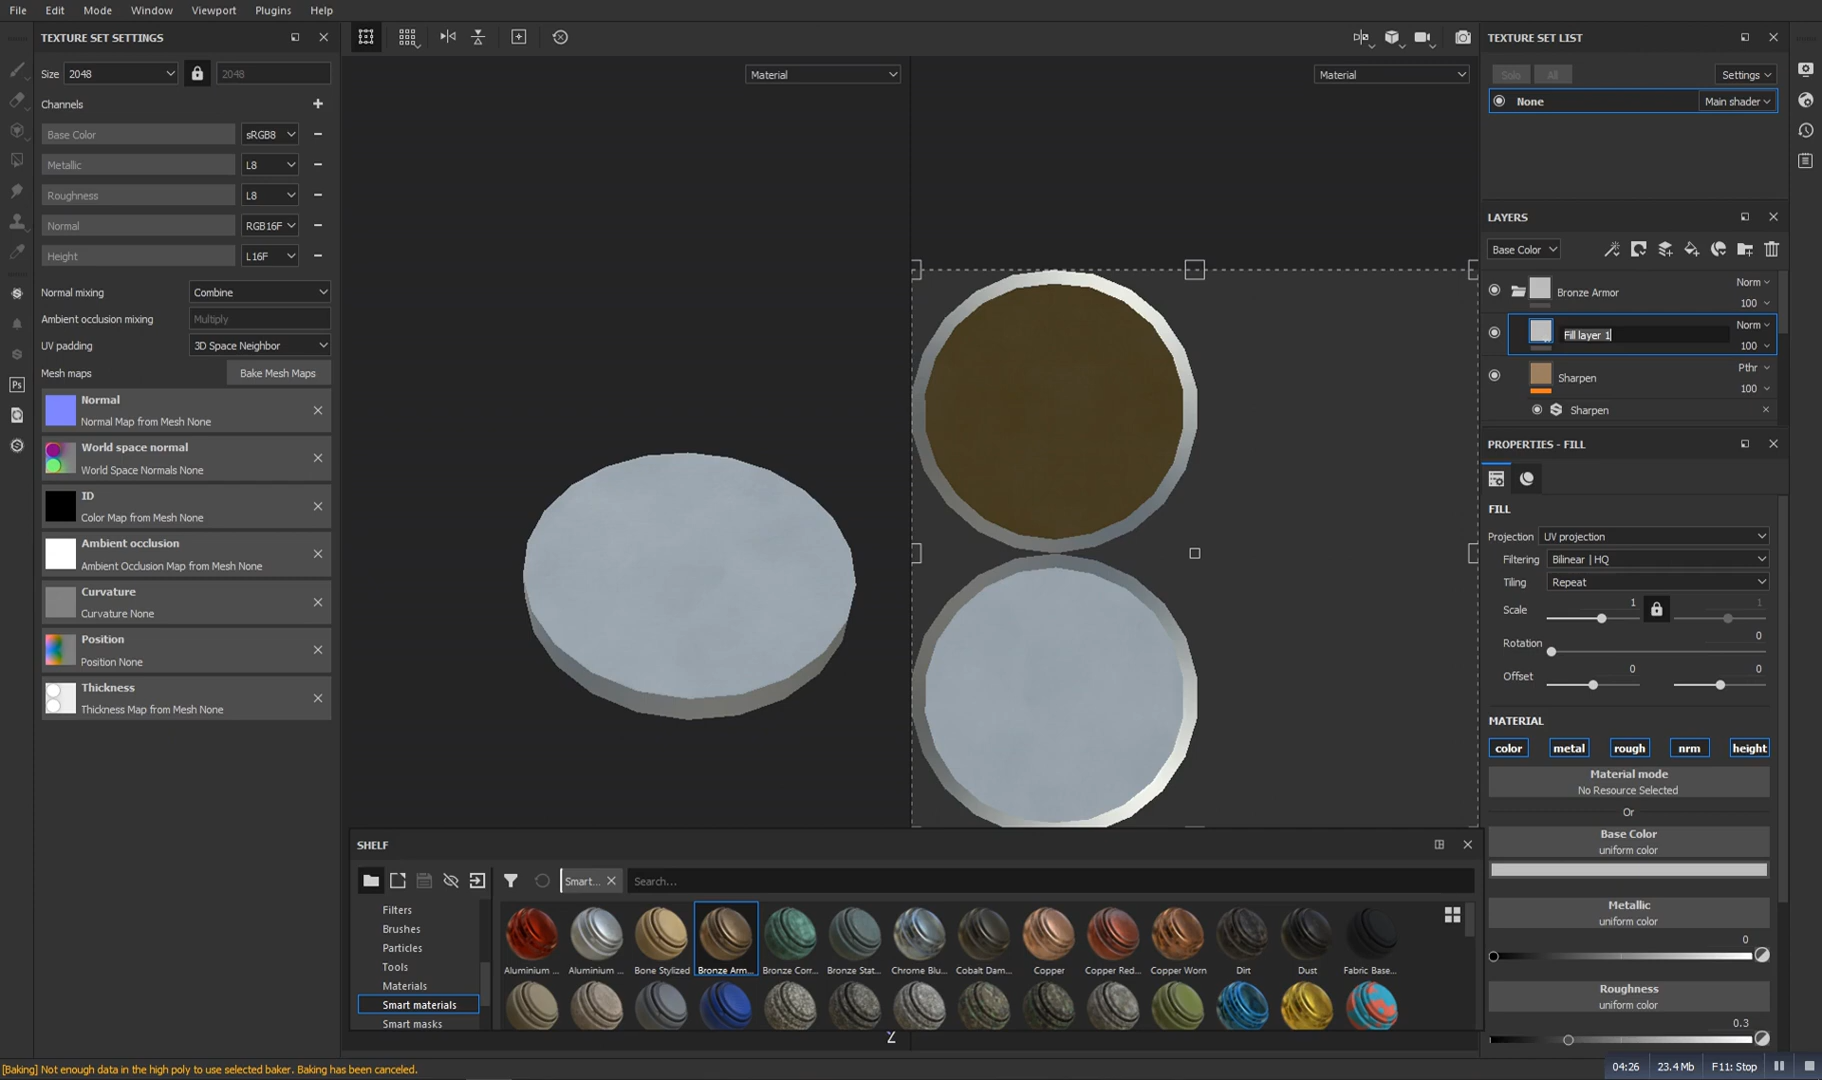 File Edit Mode Window Viewport Plugins Help
TEXTURE SET SETTINGS
Size 2048 2048
Channels
Base Color sRGB8
Metallic L8
Roughness L8
Normal RGB16F
Height L16F
Normal mixing Combine
Ambient occlusion mixing Multiply
UV padding 3D Space Neighbor
Mesh maps Bake Mesh Maps
Normal
Normal Map from Mesh None
World space normal
World Space Normals None
ID
Color Map from Mesh None
Ambient occlusion
Ambient Occlusion Map from Mesh None
Curvature
Curvature None
Position
Position None
Thickness
Thickness Map from Mesh None
Ps
Material
Material
Z
SHELF
Smart... Search...
Filters
Brushes
Particles
Tools
Materials
Smart materials
Smart masks
Aluminium ... Aluminium ... Bone Stylized Bronze Arm... Bronze Corr... Bronze Stat... Chrome Blu... Cobalt Dam... Copper Copper Red... Copper Worn Dirt Dust Fabric Base...
TEXTURE SET LIST
Solo All Settings
None Main shader
LAYERS
Base Color
Bronze Armor Norm
100
Fill layer 1 Norm
100
Sharpen Pthr
100
Sharpen
PROPERTIES - FILL
FILL
Projection UV projection
Filtering Bilinear | HQ
Tiling Repeat
Scale 1 1
Rotation 0
Offset 0 0
MATERIAL
color metal rough nrm height
Material mode
No Resource Selected
Or
Base Color
uniform color
Metallic
uniform color
0
Roughness
uniform color
0.3
[Baking] Not enough data in the high poly to use selected baker. Baking has been canceled.
04:26 23.4 Mb F11: Stop